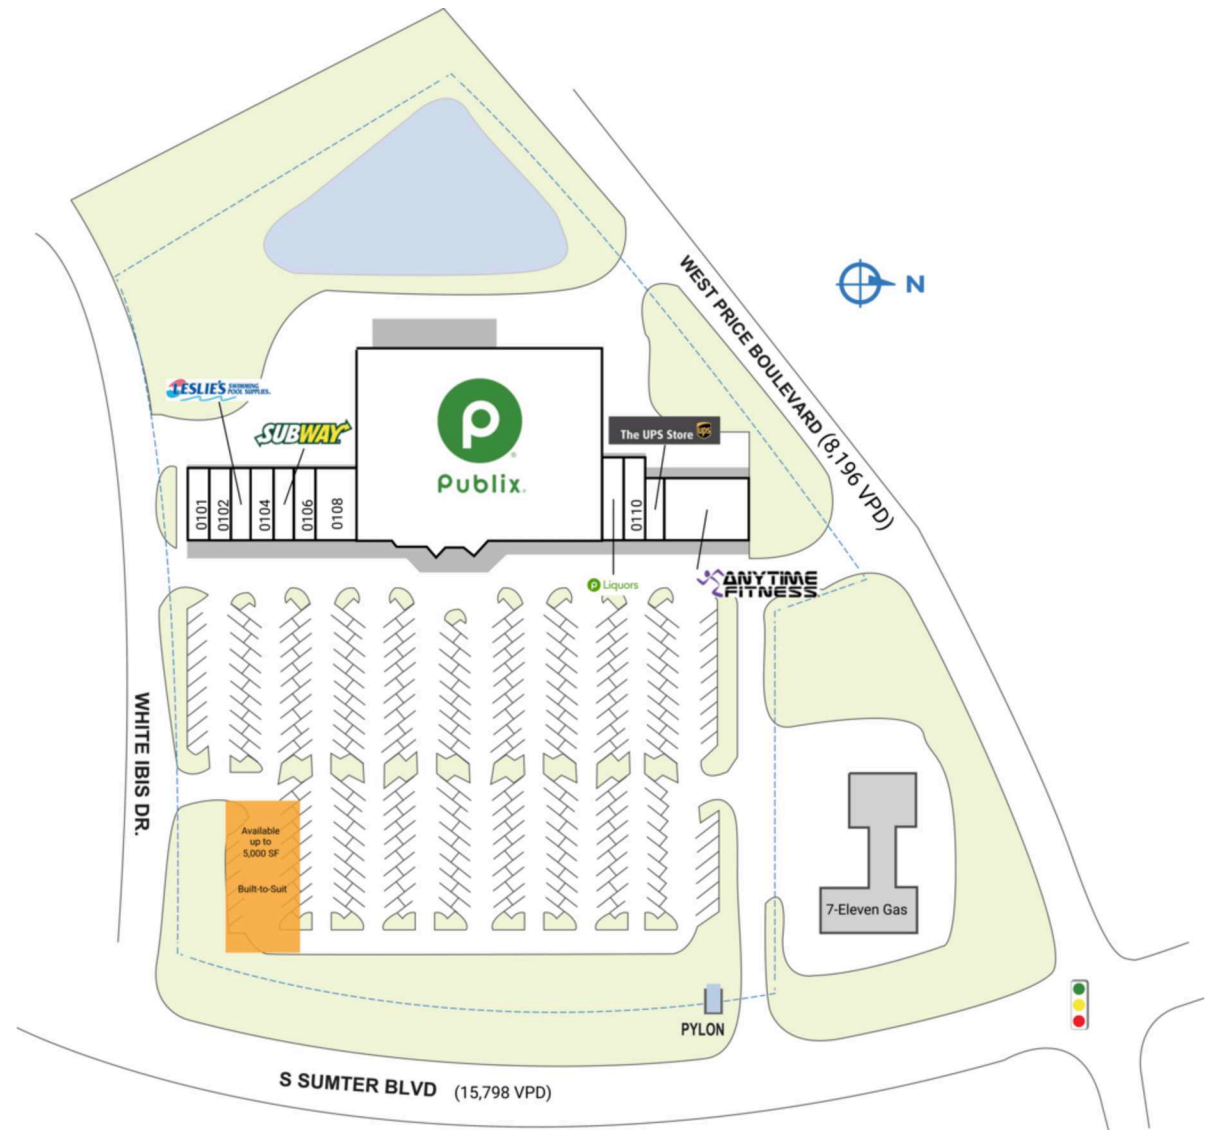 WEST PRICE BOULEVARD (8,196 VPD)
N
LESLIE'S SWIMMING
POOL SUPPLIES.
SUBWAY
Publix.
The UPS Store ups
0101
0102
0104
0106
0108
0110
p Liquors
ANYTIME
FITNESS
WHITE IBIS DR.
Available
up to
5,000 SF
Built-to-Suit
7-Eleven Gas
PYLON
S SUMTER BLVD (15,798 VPD)